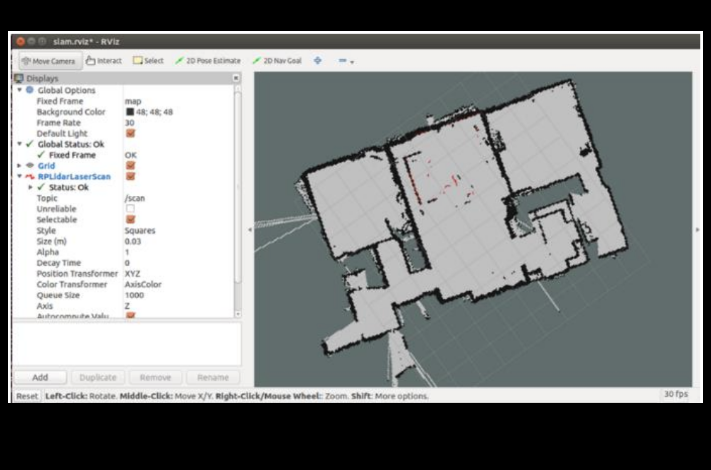 slam.rviz* - RViz
Move Camera Interact Select 2D Pose Estimate 2D Nav Goal
Displays
Global Options
Fixed Frame map
Background Color 48; 48; 48
Frame Rate 30
Default Light
Global Status: Ok
Fixed Frame OK
Grid
RPLidarLaserScan
Status: Ok
Topic /scan
Unreliable
Selectable
Style Squares
Size (m) 0.03
Alpha 1
Decay Time 0
Position Transformer XYZ
Color Transformer AxisColor
Queue Size 1000
Axis Z
Autocompute Valu
Add Duplicate Remove Rename
Reset Left-Click: Rotate. Middle-Click: Move X/Y. Right-Click/Mouse Wheel: Zoom. Shift: More options. 30 fps